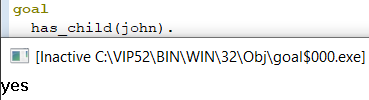 goal
has_child(john).
[Inactive C:\VIP52\BIN\WIN\32\Obj\goal$000.exe]
yes